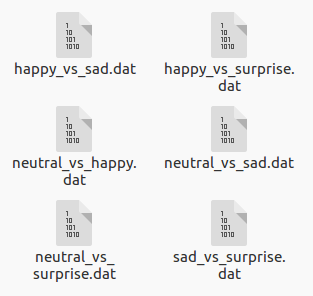 1
10
101
1010
1
10
101
1010
happy_vs_sad.dat
happy_vs_surprise.
dat
1
10
101
1010
1
10
101
1010
neutral_vs_happy.
dat
neutral_vs_sad.dat
1
10
101
1010
1
10
101
1010
neutral_vs_
surprise.dat
sad_vs_surprise.
dat